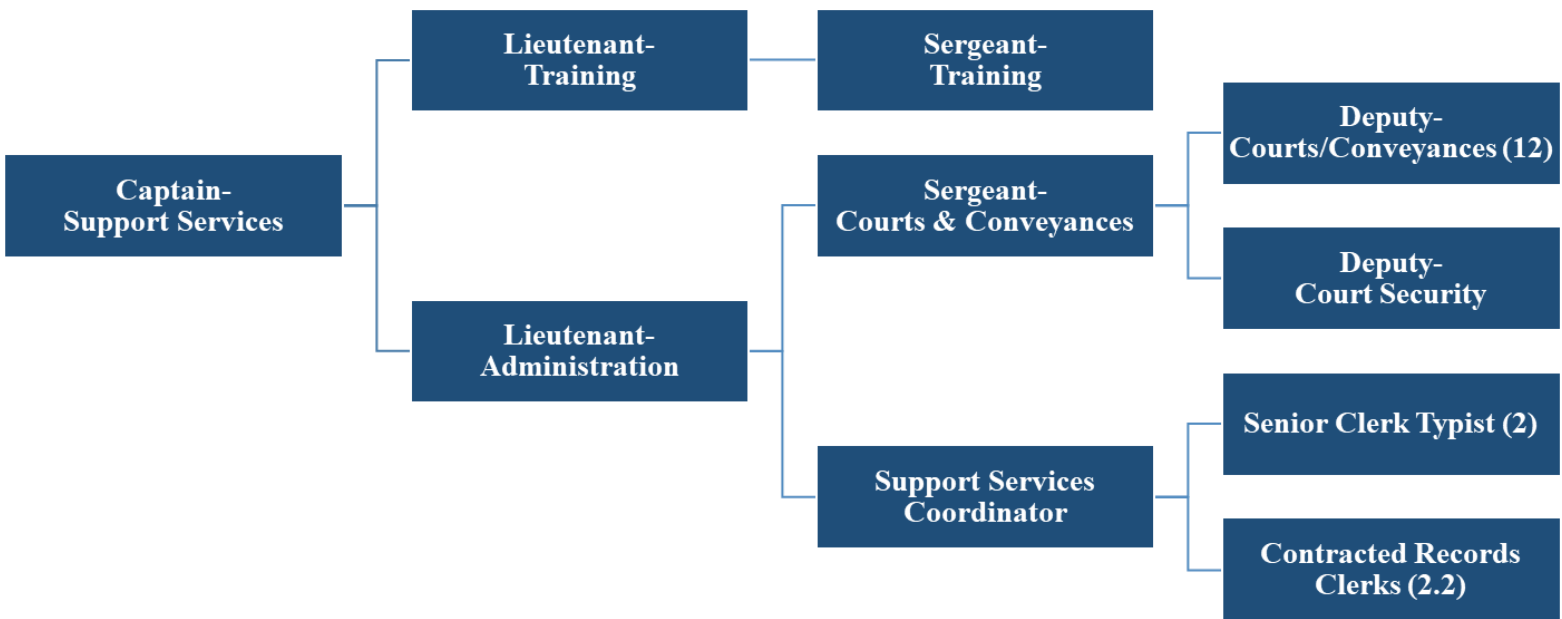 Captain-
Support Services
Lieutenant-
Training
Sergeant-
Training
Lieutenant-
Administration
Sergeant-
Courts & Conveyances
Deputy-
Courts/Conveyances (12)
Deputy-
Court Security
Support Services
Coordinator
Senior Clerk Typist (2)
Contracted Records
Clerks (2.2)